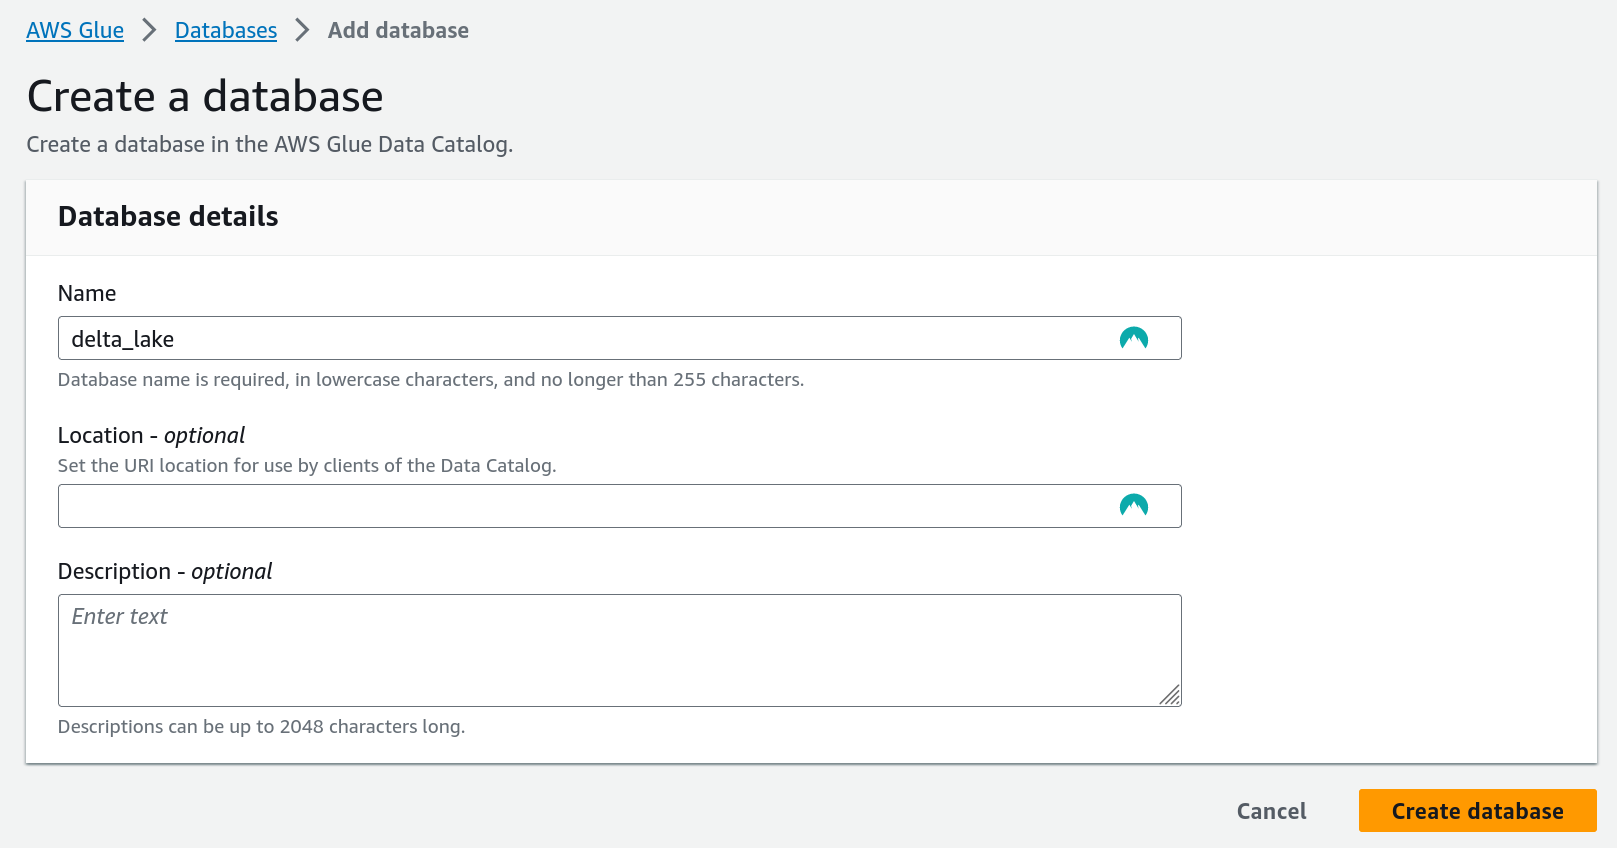 AWS Glue > Databases > Add database
Create a database
Create a database in the AWS Glue Data Catalog.
Database details
Name
delta_lake
Database name is required, in lowercase characters, and no longer than 255 characters.
Location - optional
Set the URI location for use by clients of the Data Catalog.
Description - optional
Enter text
Descriptions can be up to 2048 characters long.
Cancel Create database